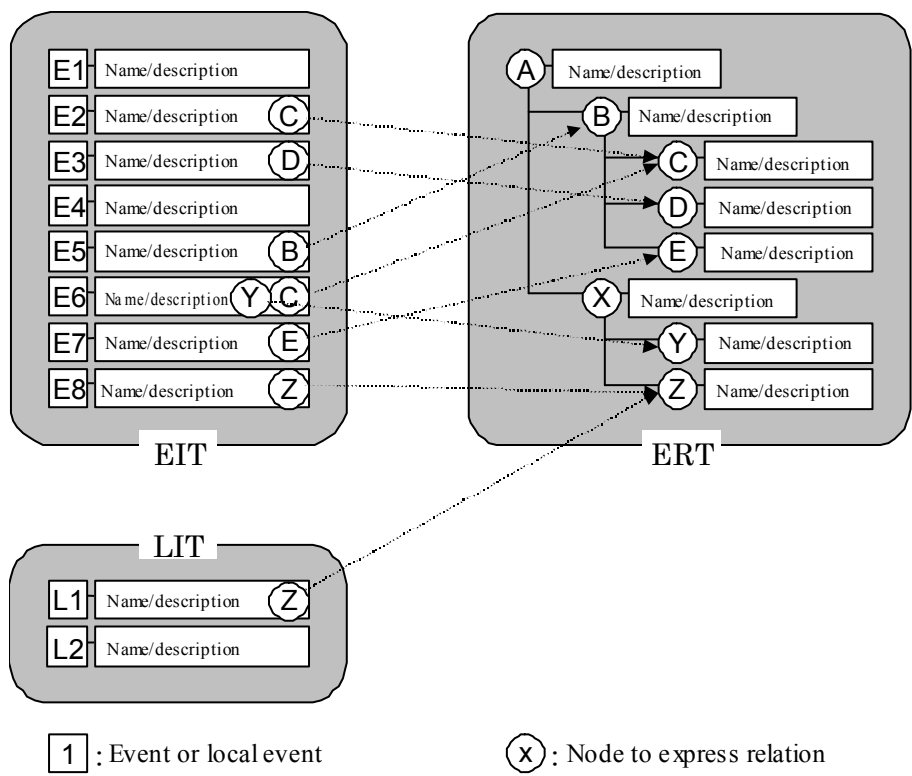 E1 Name/description
E2 Name/description C
E3 Name/description D
E4 Name/description
E5 Name/description B
E6 Name/description Y C
E7 Name/description E
E8 Name/description Z
EIT
A Name/description
B Name/description
C Name/description
D Name/description
E Name/description
X Name/description
Y Name/description
Z Name/description
ERT
LIT
L1 Name/description Z
L2 Name/description
1 : Event or local event
x : Node to express relation